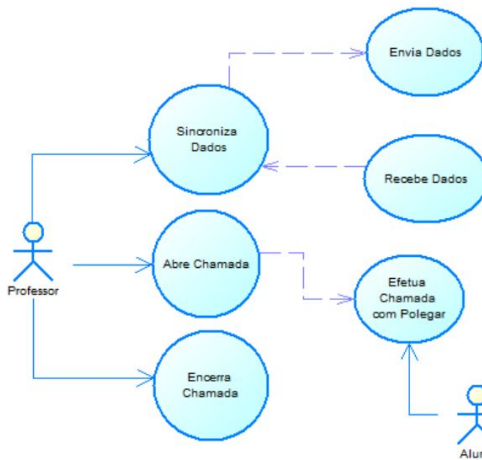 Envia Dados
Sincroniza
Dados
Recebe Dados
Abre Chamada
Efetua
Chamada
com Polegar
Professor
Encerra
Chamada